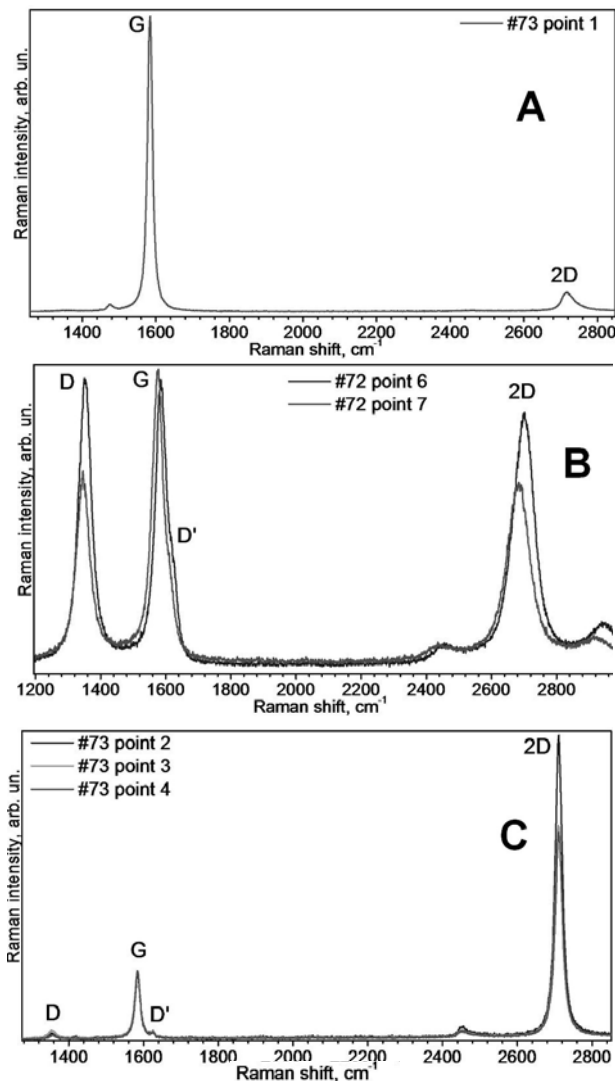 G
#73 point 1
A
2D
Raman intensity, arb. un.
1400 1600 1800 2000 2200 2400 2600 2800
Raman shift, cm-1
D
G
D'
#72 point 6
#72 point 7
2D
B
Raman intensity, arb. un.
1200 1400 1600 1800 2000 2200 2400 2600 2800
Raman shift, cm-1
#73 point 2
#73 point 3
#73 point 4
2D
C
D
G
D'
Raman intensity, arb. un.
1400 1600 1800 2000 2200 2400 2600 2800
Raman shift, cm-1